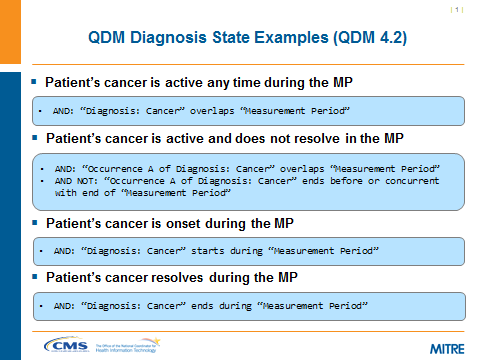 | 1 |
QDM Diagnosis State Examples (QDM 4.2)
▪ Patient's cancer is active any time during the MP
• AND: “Diagnosis: Cancer” overlaps “Measurement Period”
▪ Patient's cancer is active and does not resolve in the MP
• AND: “Occurrence A of Diagnosis: Cancer” overlaps “Measurement Period”
• AND NOT: “Occurrence A of Diagnosis: Cancer” ends before or concurrent
with end of “Measurement Period”
▪ Patient's cancer is onset during the MP
• AND: “Diagnosis: Cancer” starts during “Measurement Period”
▪ Patient's cancer resolves during the MP
• AND: “Diagnosis: Cancer” ends during “Measurement Period”
CMS
The Office of the National Coordinator for
Health Information Technology
MITRE